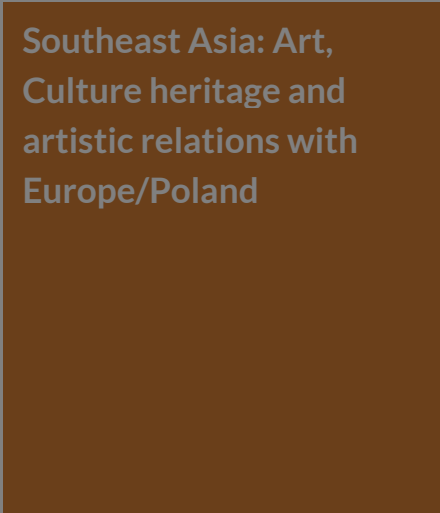 Southeast Asia: Art,
Culture heritage and
artistic relations with
Europe/Poland